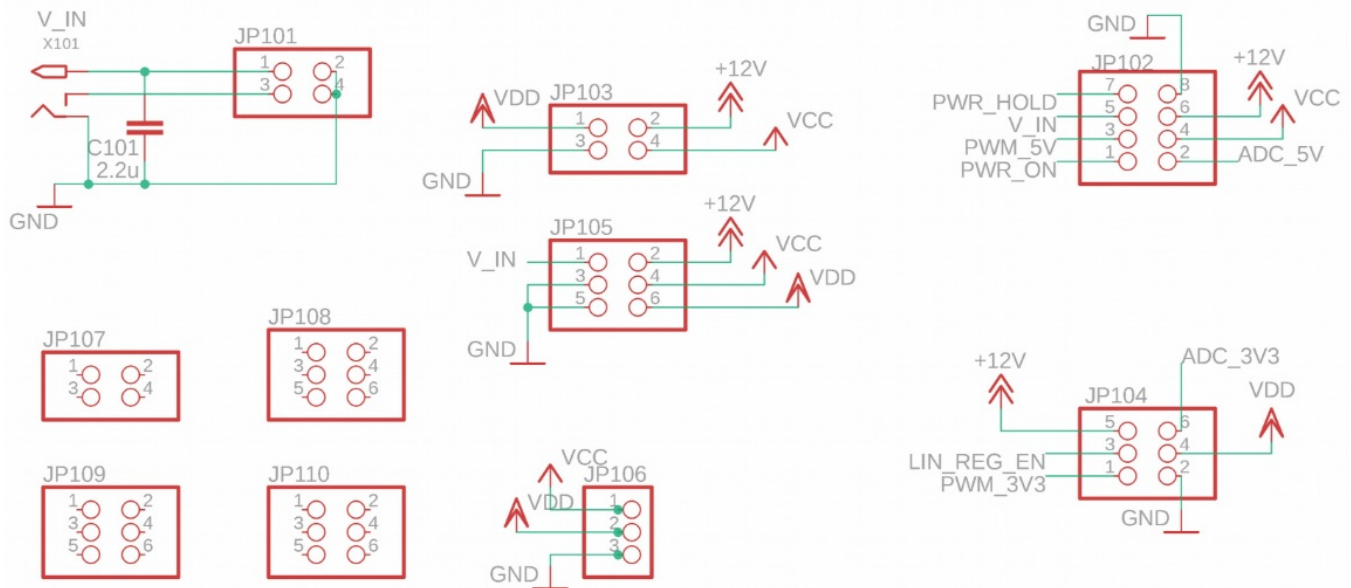 V_IN
X101
JP101
1 2
3 4
C101
2.2u
GND
JP103
VDD
+12V
VCC
1 2
3 4
GND
JP105
+12V
VCC
VDD
V_IN
1 2
3 4
5 6
GND
GND
JP102
+12V
VCC
PWR_HOLD
V_IN
PWM_5V
PWR_ON
7 8
5 6
3 4
1 2
ADC_5V
JP107
1 2
3 4
JP108
1 2
3 4
5 6
JP109
1 2
3 4
5 6
JP110
1 2
3 4
5 6
VCC
JP106
VDD
1
2
3
GND
+12V
ADC_3V3
JP104
VDD
LIN_REG_EN
PWM_3V3
5 6
3 4
1 2
GND